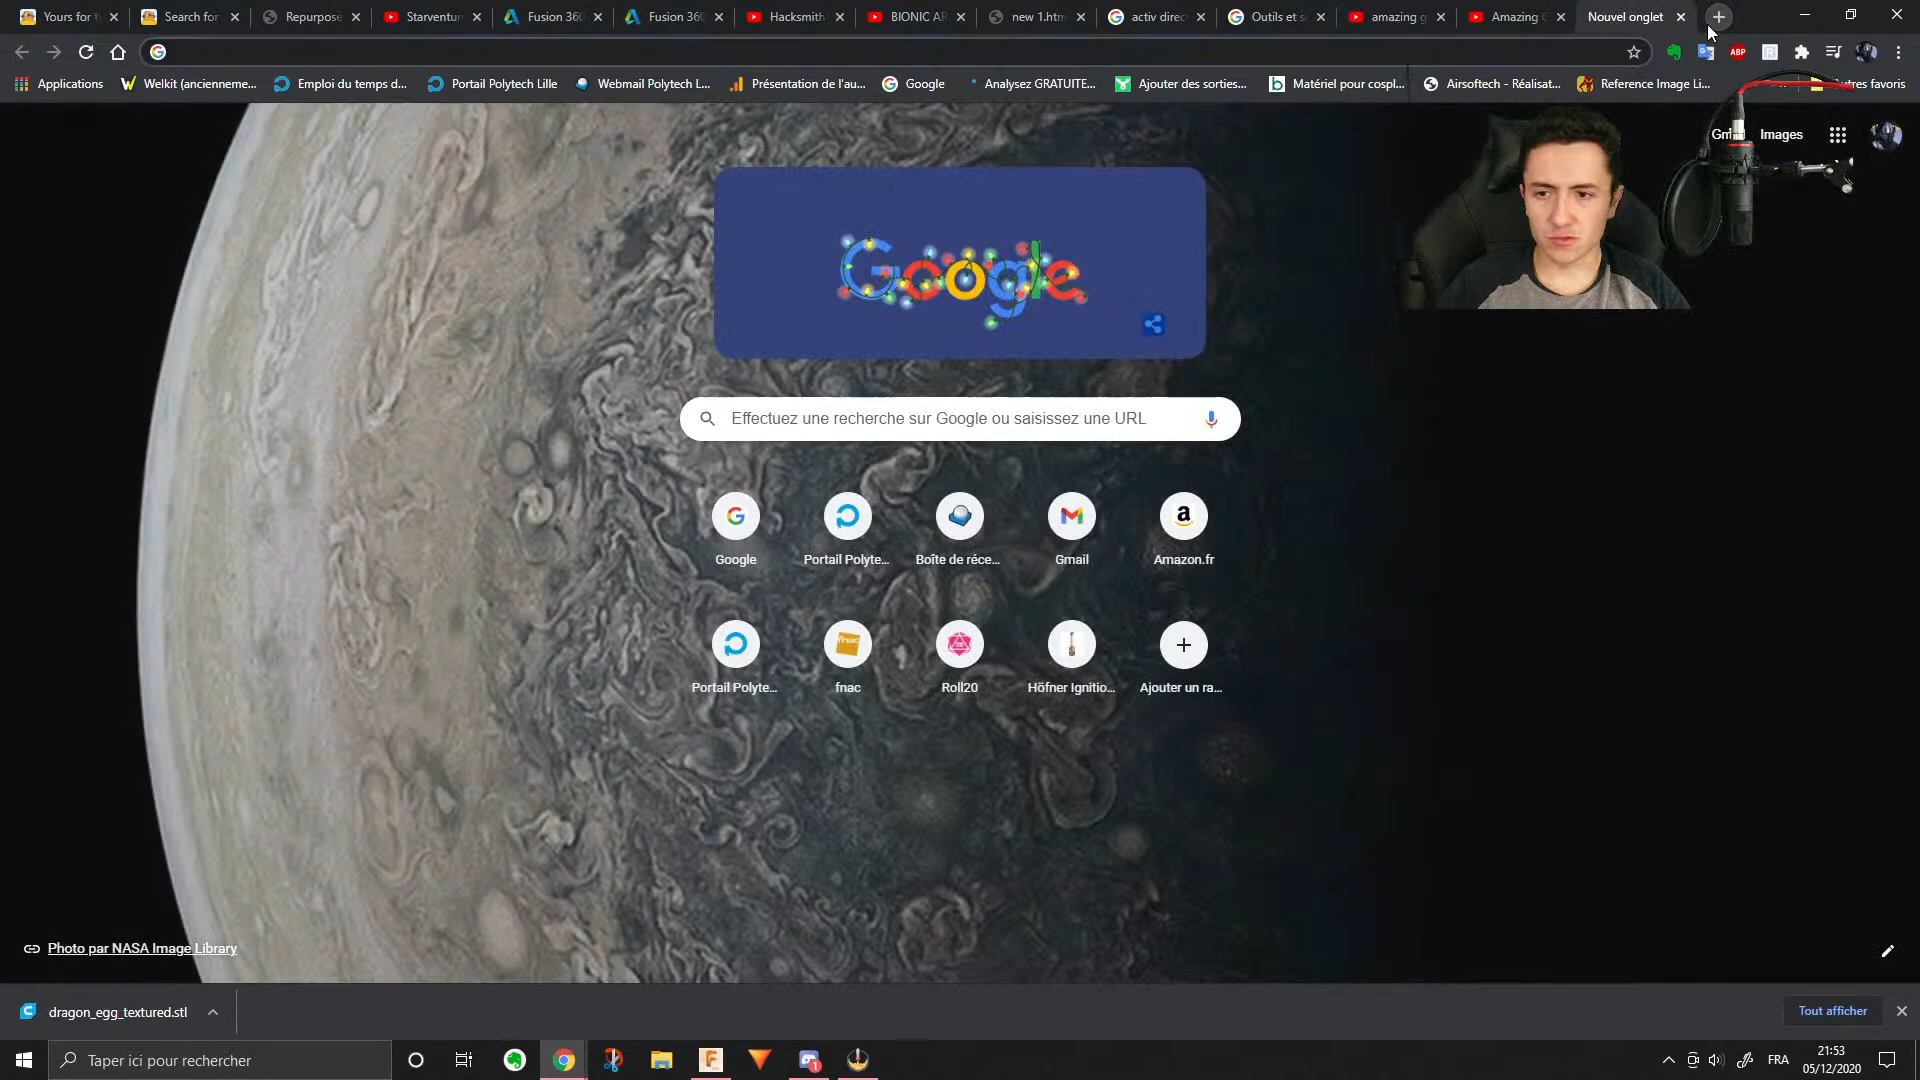 Yours for
Search for
Repurpose
Starventur
Fusion 360
Fusion 360
Hacksmith
BIONIC AR
new 1.htm
activ direc
Outils et s
amazing g
Amazing
Nouvel onglet
Applications
Welkit (ancienneme...
Emploi du temps d...
Portail Polytech Lille
Webmail Polytech L...
Présentation de l'au...
Google
Analysez GRATUITE...
Ajouter des sorties...
Matériel pour cospl...
Airsoftech - Réalisat...
Reference Image Li...
favoris
ABP
Images
Google
Effectuez une recherche sur Google ou saisissez une URL
Google
Portail Polyte...
Boîte de réce...
Gmail
Amazon.fr
Portail Polyte...
fnac
Roll20
Höfner Ignitio...
Ajouter un ra...
Photo par NASA Image Library
dragon_egg_textured.stl
Tout afficher
Taper ici pour rechercher
FRA
21:53
05/12/2020